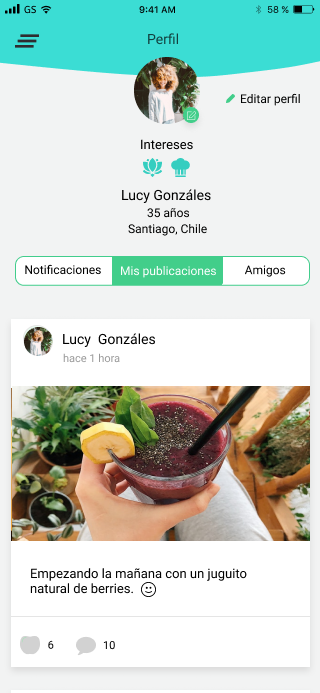 GS 9:41 AM 58 %
Perfil
Editar perfil
Intereses
Lucy Gonzáles
35 años
Santiago, Chile
Notificaciones Mis publicaciones Amigos
Lucy Gonzáles
hace 1 hora
Empezando la mañana con un juguito
natural de berries.
6 10